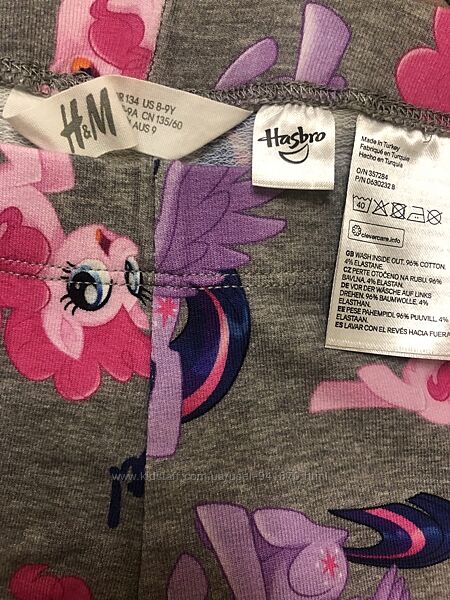 H&M
134 US 8-9Y
-9A CN 135/60
AUS 9
Hasbro
Made in Turkey
Fabriqué en Turquie
Hecho en Turquía
O/N 357284
P/N 0630232 8
40
clevercare.info
GB WASH INSIDE OUT. 96% COTTON.
4% ELASTANE.
CZ PERTE OTOČENO NA RUBU. 96%
BAVLNA. 4% ELASTAN.
DE VOR DER WÄSCHE AUF LINKS
DREHEN. 96% BAUMWOLLE. 4%
ELASTHAN.
EE PESE PAHEMPIDI. 96% PUUVILL. 4%
ELASTAAN.
ES LAVAR CON EL REVÉS HACIA FUERA